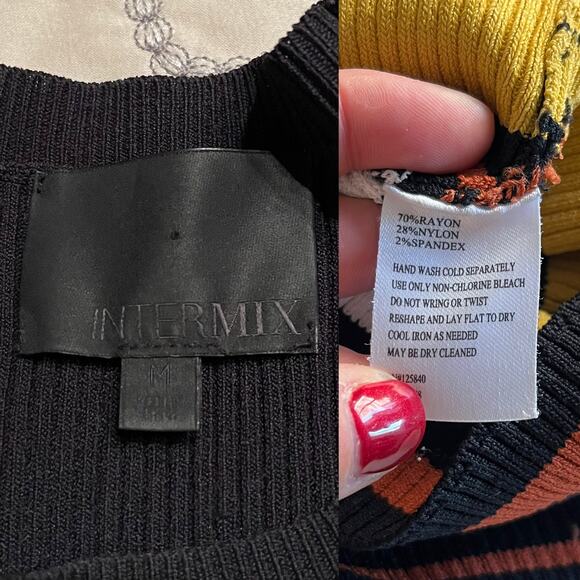 INTERMIX
M
70%RAYON
28%NYLON
2%SPANDEX
HAND WASH COLD SEPARATELY
USE ONLY NON-CHLORINE BLEACH
DO NOT WRING OR TWIST
RESHAPE AND LAY FLAT TO DRY
COOL IRON AS NEEDED
MAY BE DRY CLEANED